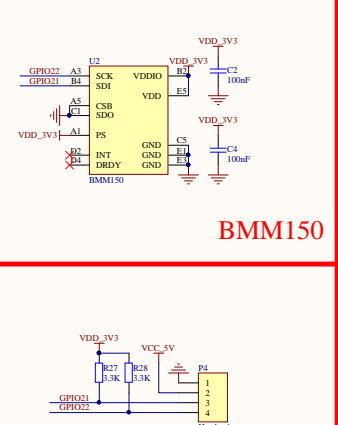 VDD_3V3
U2
VDD_3V3
GPIO22 A3 SCK VDDIO B2 C2
GPIO21 B4 SDI 100nF
VDD E5
A5 CSB
C1 SDO
VDD_3V3
VDD_3V3 A1 PS
GND C5
D2 INT GND E1 C4
D4 DRDY GND E3 100nF
BMM150
BMM150
VDD_3V3
VCC_5V
R27 R28 P4
3.3K 3.3K
1
2
GPIO21 3
GPIO22 4